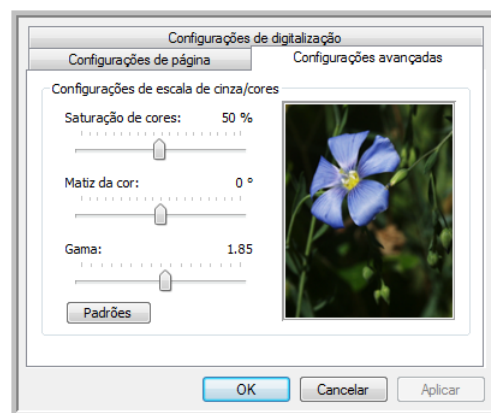 Configurações de digitalização
Configurações de página
Configurações avançadas
Configurações de escala de cinza/cores
Saturação de cores: 50 %
Matiz da cor: 0 °
Gama: 1.85
Padrões
OK Cancelar Aplicar